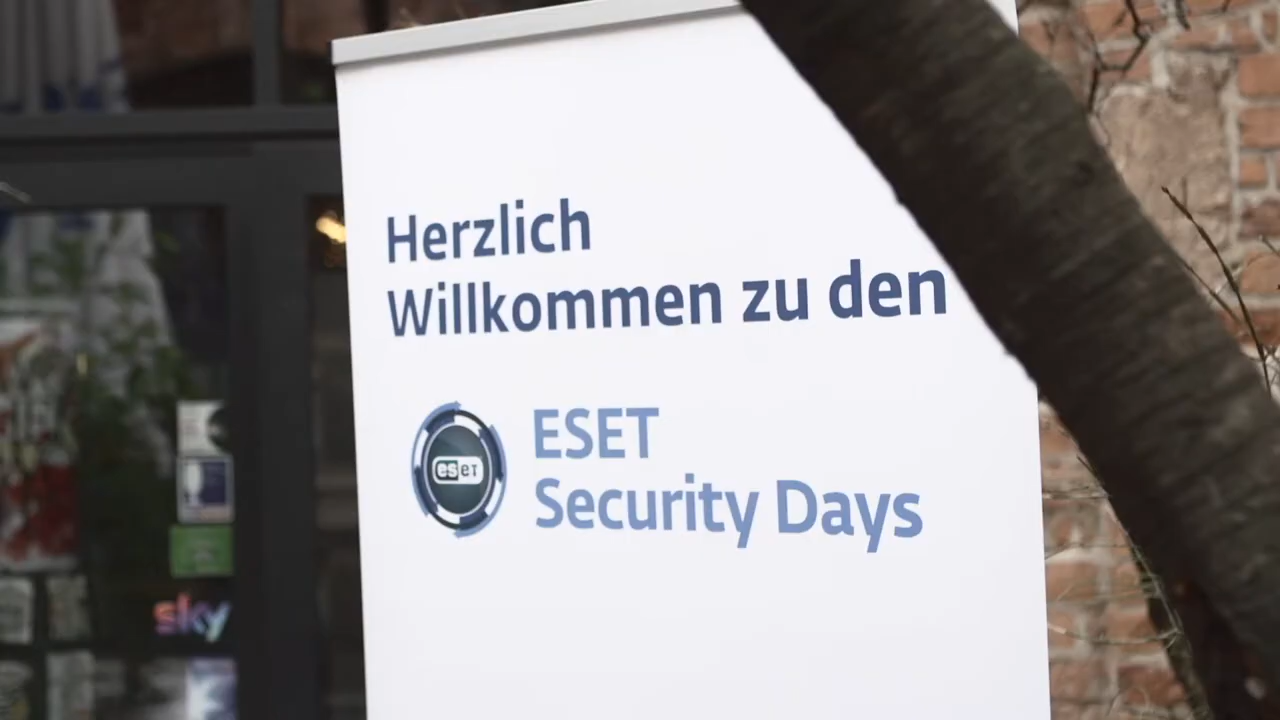 Herzlich
Willkommen zu den
eset
ESET
Security Days
sky